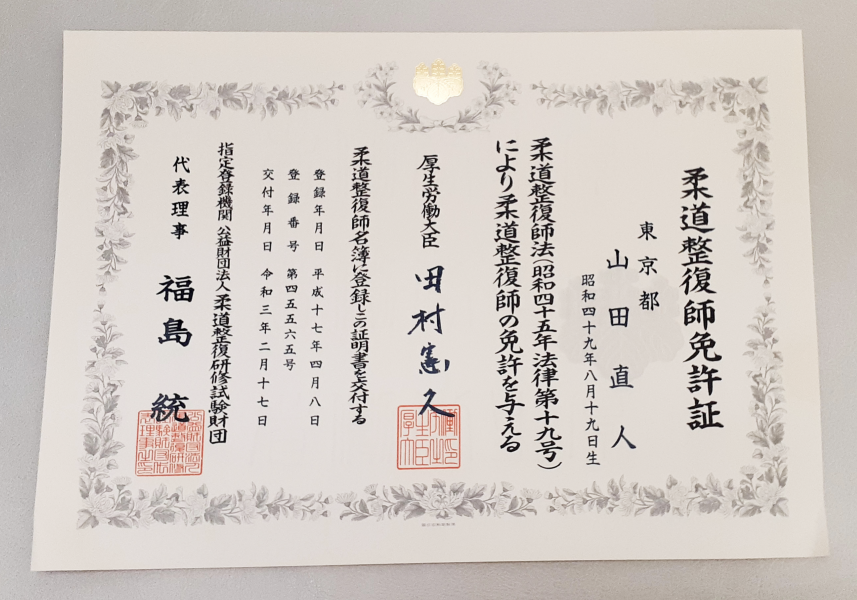 柔道整復師免許証
東京都
山田直人
昭和四十九年八月十九日生
柔道整復師法(昭和四十五年法律第十九号)
により柔道整復師の免許を与える
厚生労働大臣 田村憲久
柔道整復師名簿に登録しこの証明書を交付する
登録年月日 平成十七年四月八日
登録番号 第四五五六五号
交付年月日 令和三年二月十七日
指定登録機関 公益財団法人柔道整復研修試験財団
代表理事 福島統